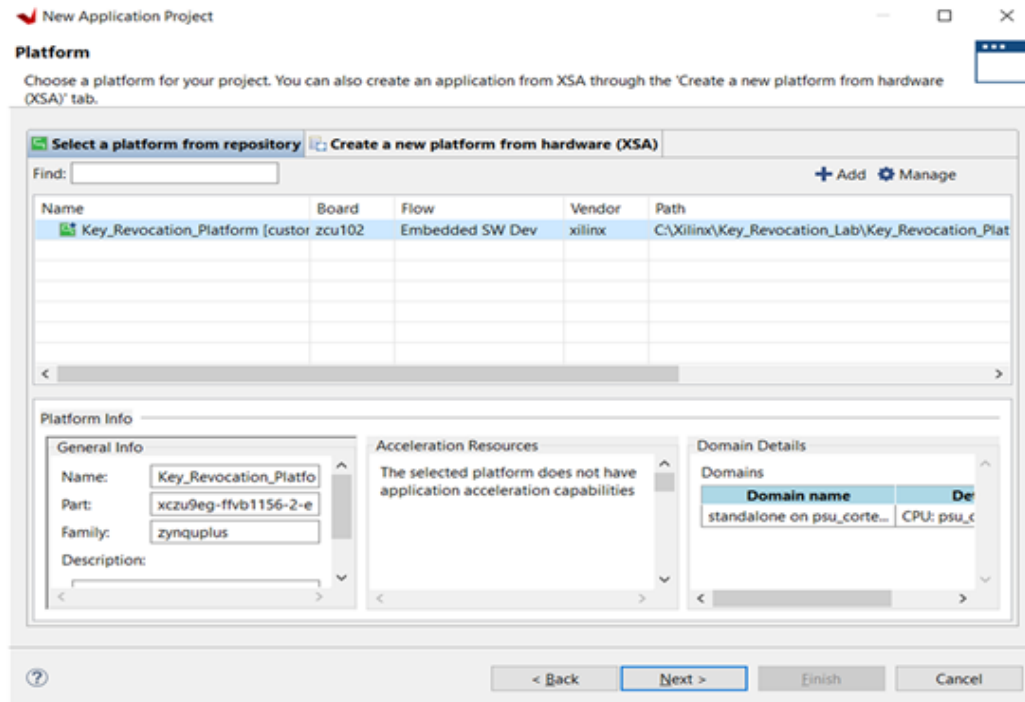 New Application Project
Platform
Choose a platform for your project. You can also create an application from XSA through the 'Create a new platform from hardware
(XSA)' tab.
Select a platform from repository Create a new platform from hardware (XSA)
Find: Add Manage
Name Board Flow Vendor Path
Key_Revocation_Platform [custor zcu102 Embedded SW Dev xilinx C:\Xilinx\Key_Revocation_Lab\Key_Revocation_Plat
Platform Info
General Info Acceleration Resources Domain Details
Name: Key_Revocation_Platfo The selected platform does not have Domains
Part: xczu9eg-ffvb1156-2-e application acceleration capabilities Domain name De
Family: zynquplus standalone on psu_corte... CPU: psu_c
Description:
? < Back Next > Finish Cancel